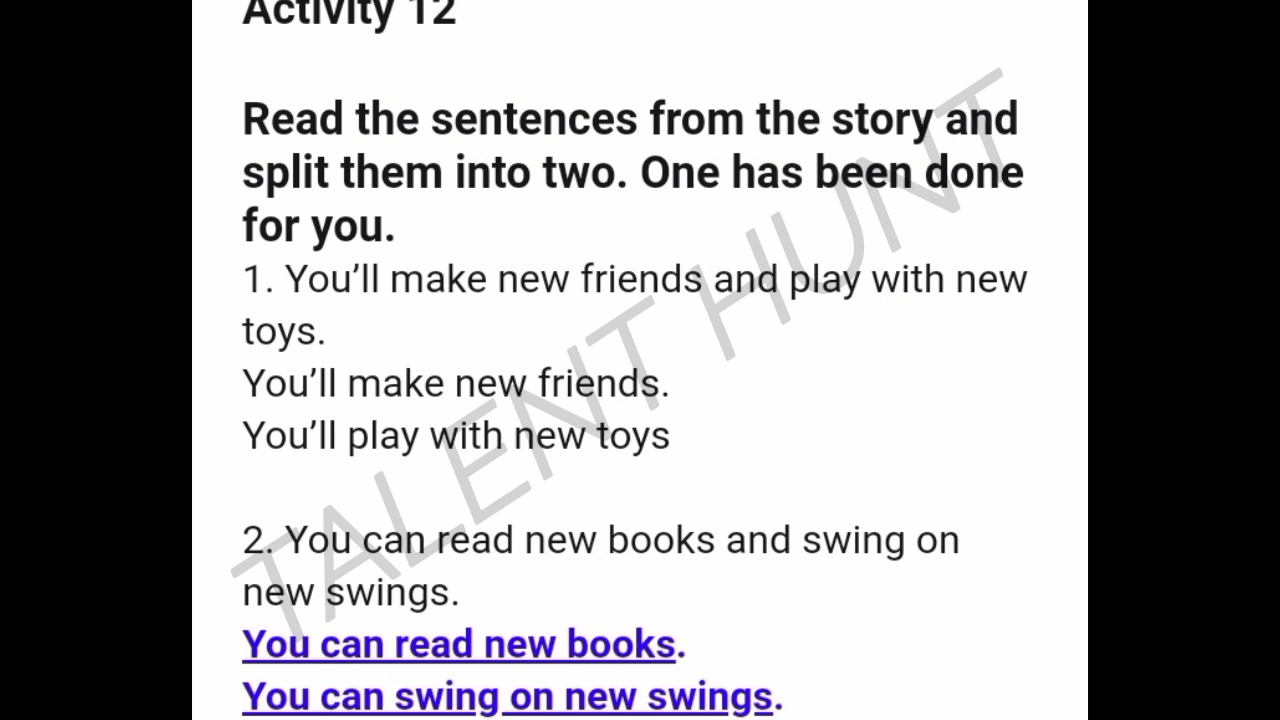 Activity 12
Read the sentences from the story and
split them into two. One has been done
for you.
1. You’ll make new friends and play with new
toys.
You’ll make new friends.
You’ll play with new toys
2. You can read new books and swing on
new swings.
You can read new books.
You can swing on new swings.
TALENT HUNT